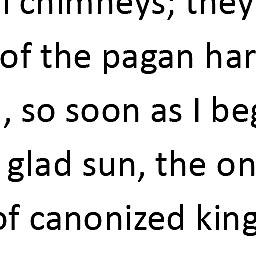 chimneys; they
of the pagan har
, so soon as I beg
glad sun, the on
of canonized king